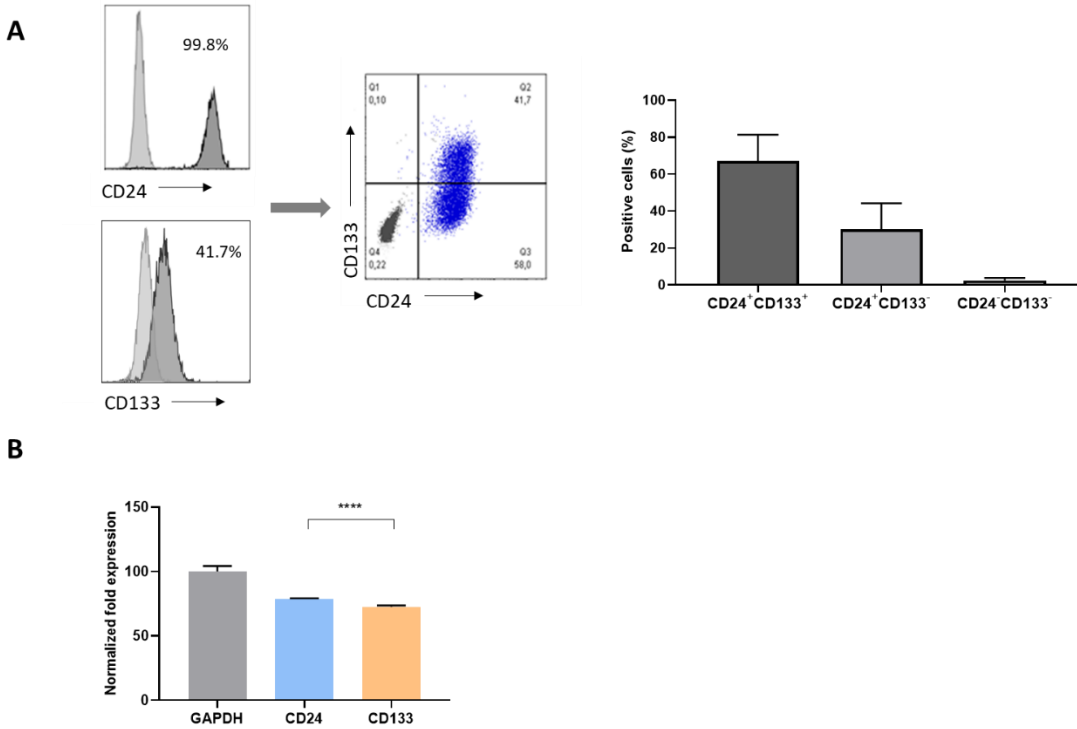 A
99.8%
CD24
41.7%
CD133
Q1
0,10
Q2
41,7
Q4
0,22
Q3
58,0
CD133
CD24
Positive cells (%)
100
80
60
40
20
0
CD24⁺CD133⁺
CD24⁺CD133⁻
CD24⁻CD133⁻
B
Normalized fold expression
150
100
50
0
****
GAPDH
CD24
CD133